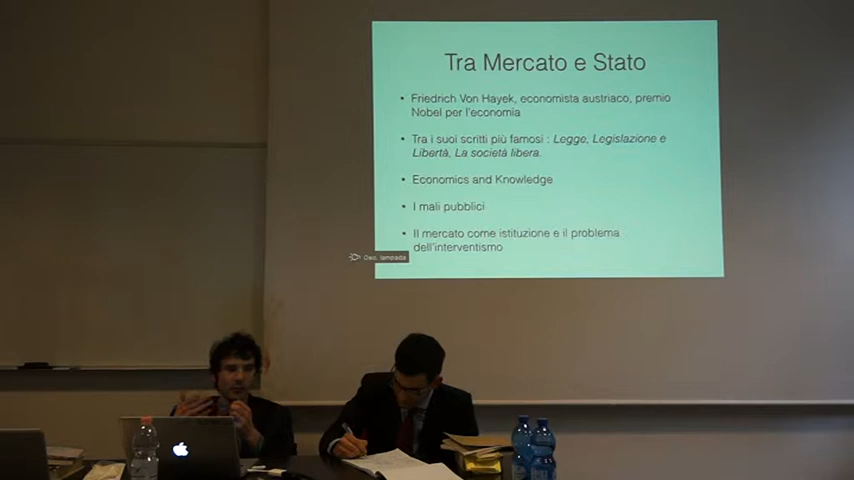 Tra Mercato e Stato
• Friedrich Von Hayek, economista austriaco, premio
Nobel per l'economia
• Tra i suoi scritti più famosi : Legge, Legislazione e
Libertà, La società libera.
• Economics and Knowledge
• I mali pubblici
• Il mercato come istituzione e il problema
dell'interventismo
lampada